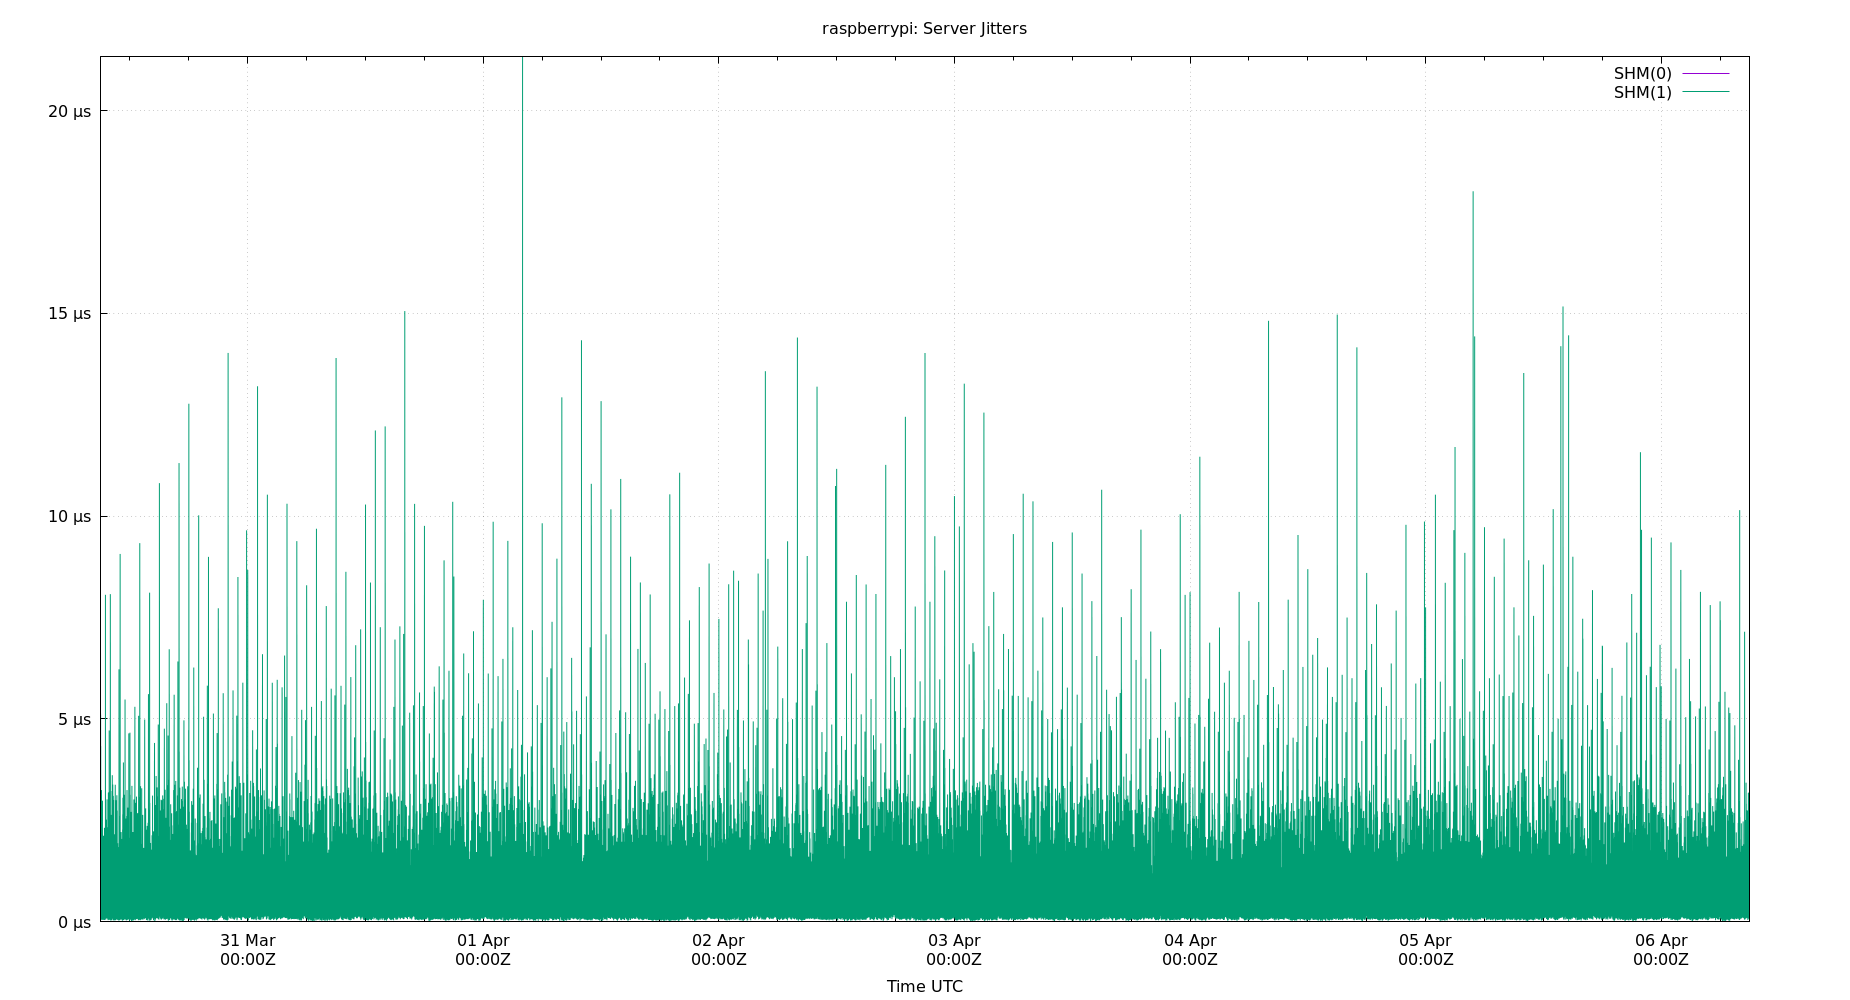 raspberrypi: Server Jitters
SHM(0)
SHM(1)
20 µs
15 µs
10 µs
5 µs
0 µs
31 Mar 01 Apr 02 Apr 03 Apr 04 Apr 05 Apr 06 Apr
00:00Z 00:00Z 00:00Z 00:00Z 00:00Z 00:00Z 00:00Z
Time UTC